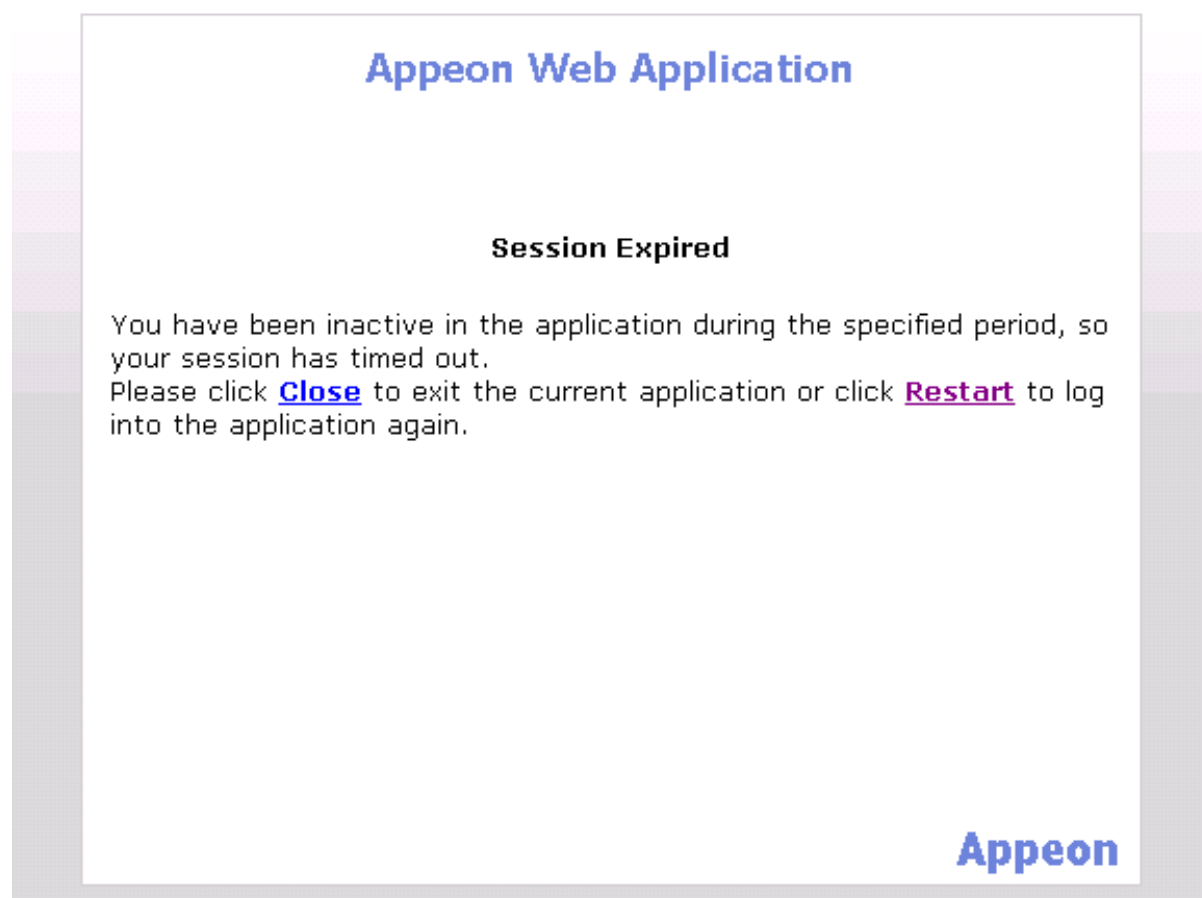 Appeon Web Application
Session Expired
You have been inactive in the application during the specified period, so
your session has timed out.
Please click Close to exit the current application or click Restart to log
into the application again.
Appeon